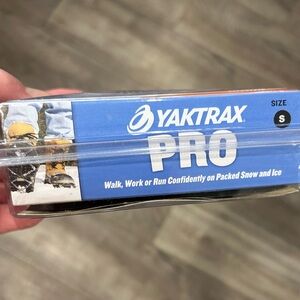 YAKTRAX
SIZE
S
PRO
Walk, Work or Run Confidently on Packed Snow and Ice